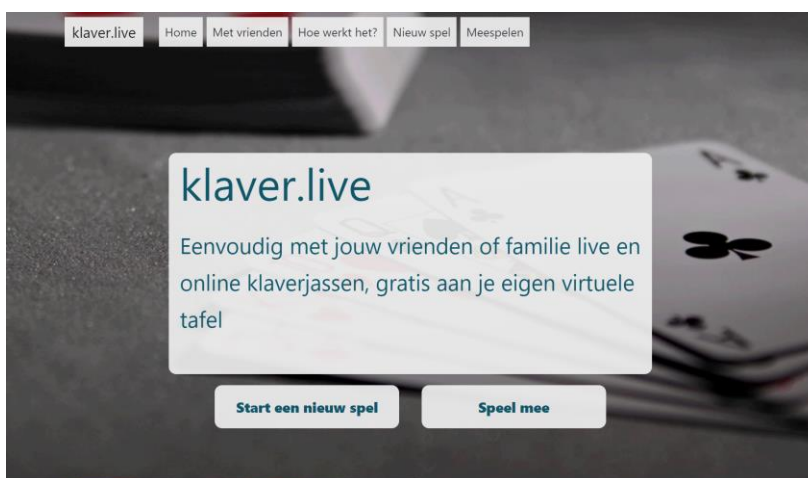 klaver.live Home Met vrienden Hoe werkt het? Nieuw spel Meespelen
klaver.live
Eenvoudig met jouw vrienden of familie live en
online klaverjassen, gratis aan je eigen virtuele
tafel
Start een nieuw spel Speel mee
A
A